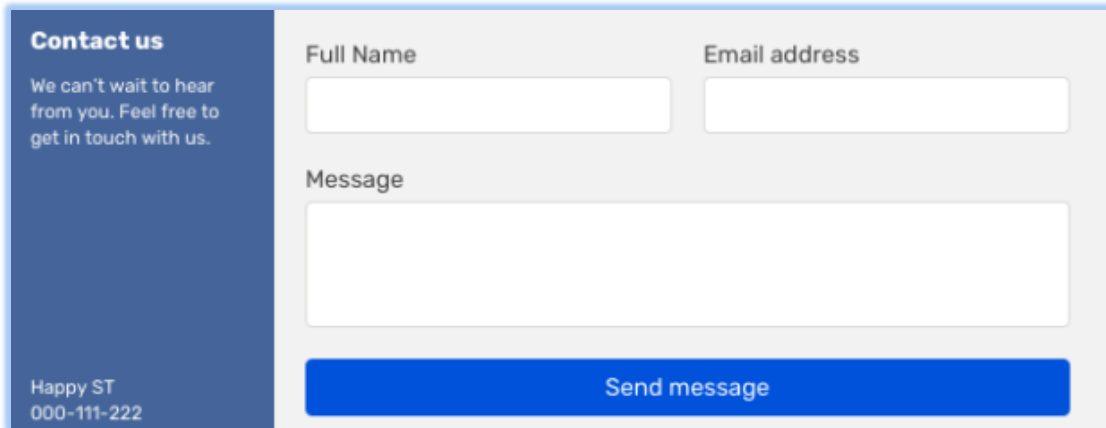 Contact us
We can't wait to hear
from you. Feel free to
get in touch with us.
Happy ST
000-111-222
Full Name
Email address
Message
Send message